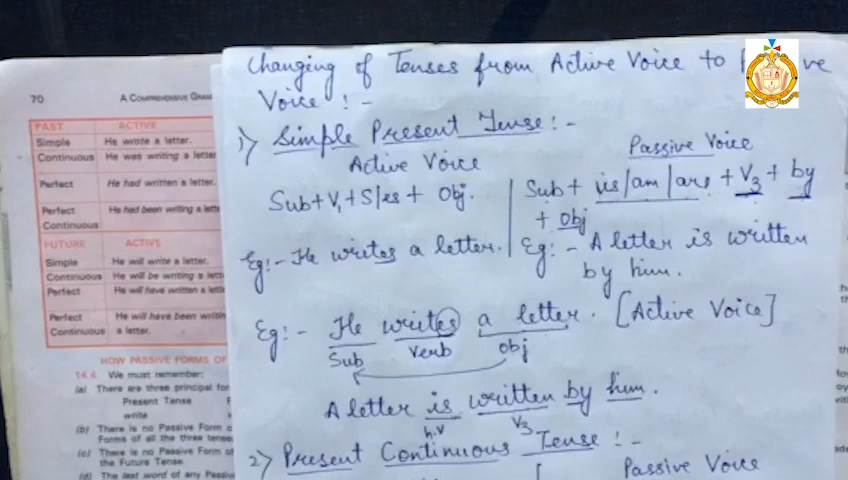 70
A COMPREHENSIVE GRAM
PAST ACTIVE
Simple He wrote a letter.
Continuous He was writing a letter
Perfect He had written a letter.
Perfect He had been writing a lette
Continuous
FUTURE ACTIVE
Simple He will write a letter.
Continuous He will be writing a lett
Perfect He will have written a lett
Perfect He will have been writin
Continuous a letter.
HOW PASSIVE FORMS OF
14.4 We must remember:
(a) There are three principal for
Present Tense
write
(b) There is no Passive Form o
Forms of all the three tense
(c) There is no Passive Form o
the Future Tense.
(d) The last word of any Passiv
Changing of Tenses from Active Voice to
Voice :-
1) Simple Present Tense :-
Active Voice
Sub + V1 + S/es + Obj.
Eg:- He writes a letter.
Passive Voice
Sub + is/am/are + V3 + by
+ obj
Eg:- A letter is written
by him.
Eg:- He writes a letter. [Active Voice]
Sub Verb obj
A letter is written by him.
h.v V3
2) Present Continuous Tense :-
Passive Voice